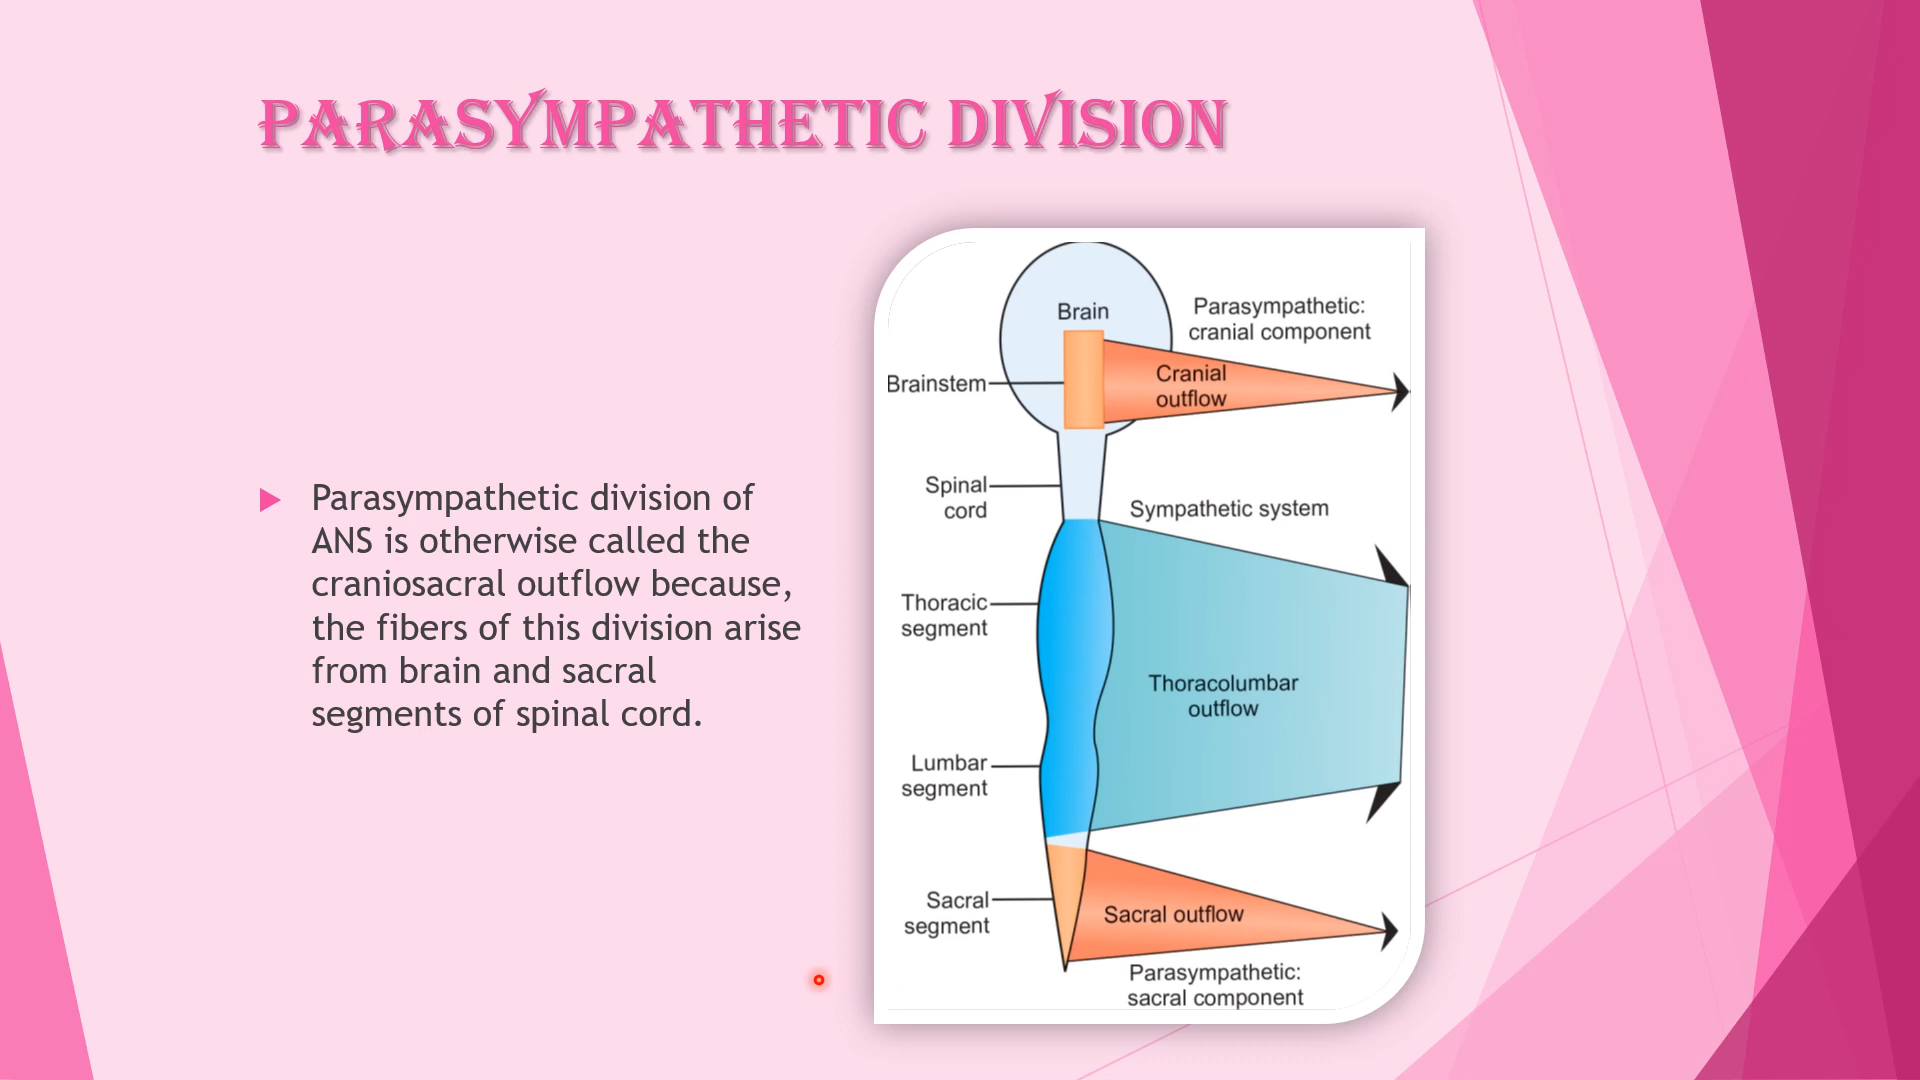 PARASYMPATHETIC DIVISION
Parasympathetic division of
ANS is otherwise called the
craniosacral outflow because,
the fibers of this division arise
from brain and sacral
segments of spinal cord.
Brain
Parasympathetic:
cranial component
Brainstem
Cranial
outflow
Spinal
cord
Sympathetic system
Thoracic
segment
Thoracolumbar
outflow
Lumbar
segment
Sacral
segment
Sacral outflow
Parasympathetic:
sacral component